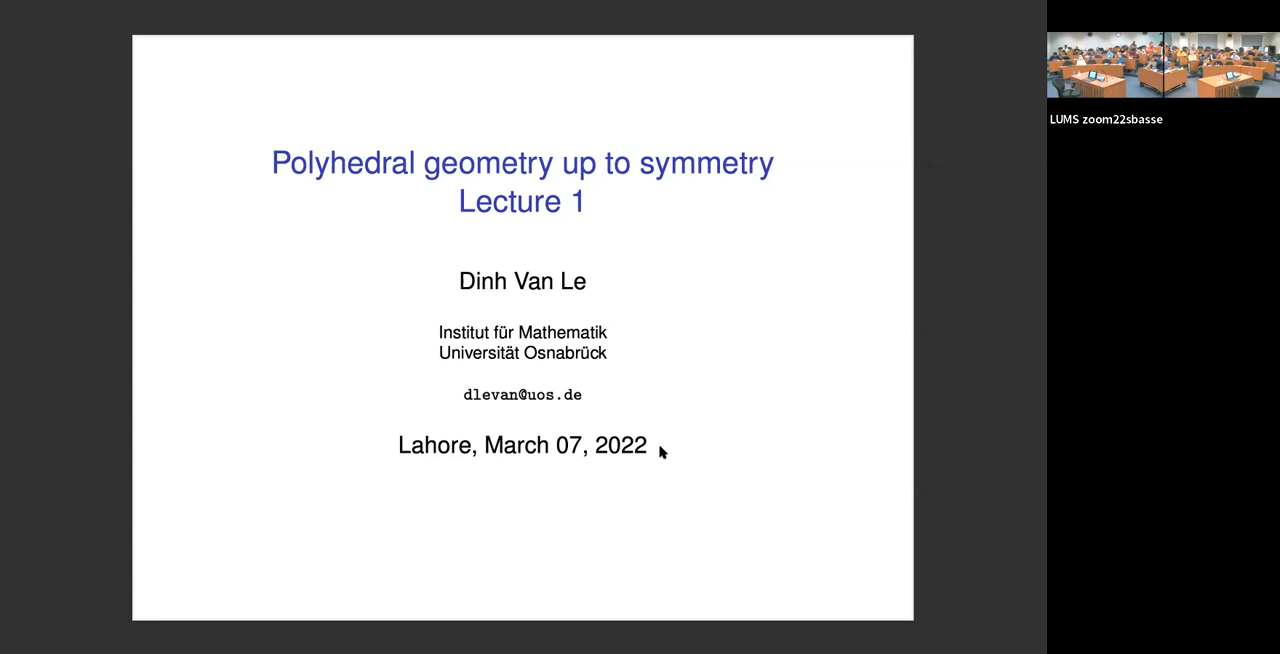 Polyhedral geometry up to symmetry
Lecture 1
Dinh Van Le
Institut für Mathematik
Universität Osnabrück
dlevan@uos.de
Lahore, March 07, 2022
LUMS zoom22sbasse